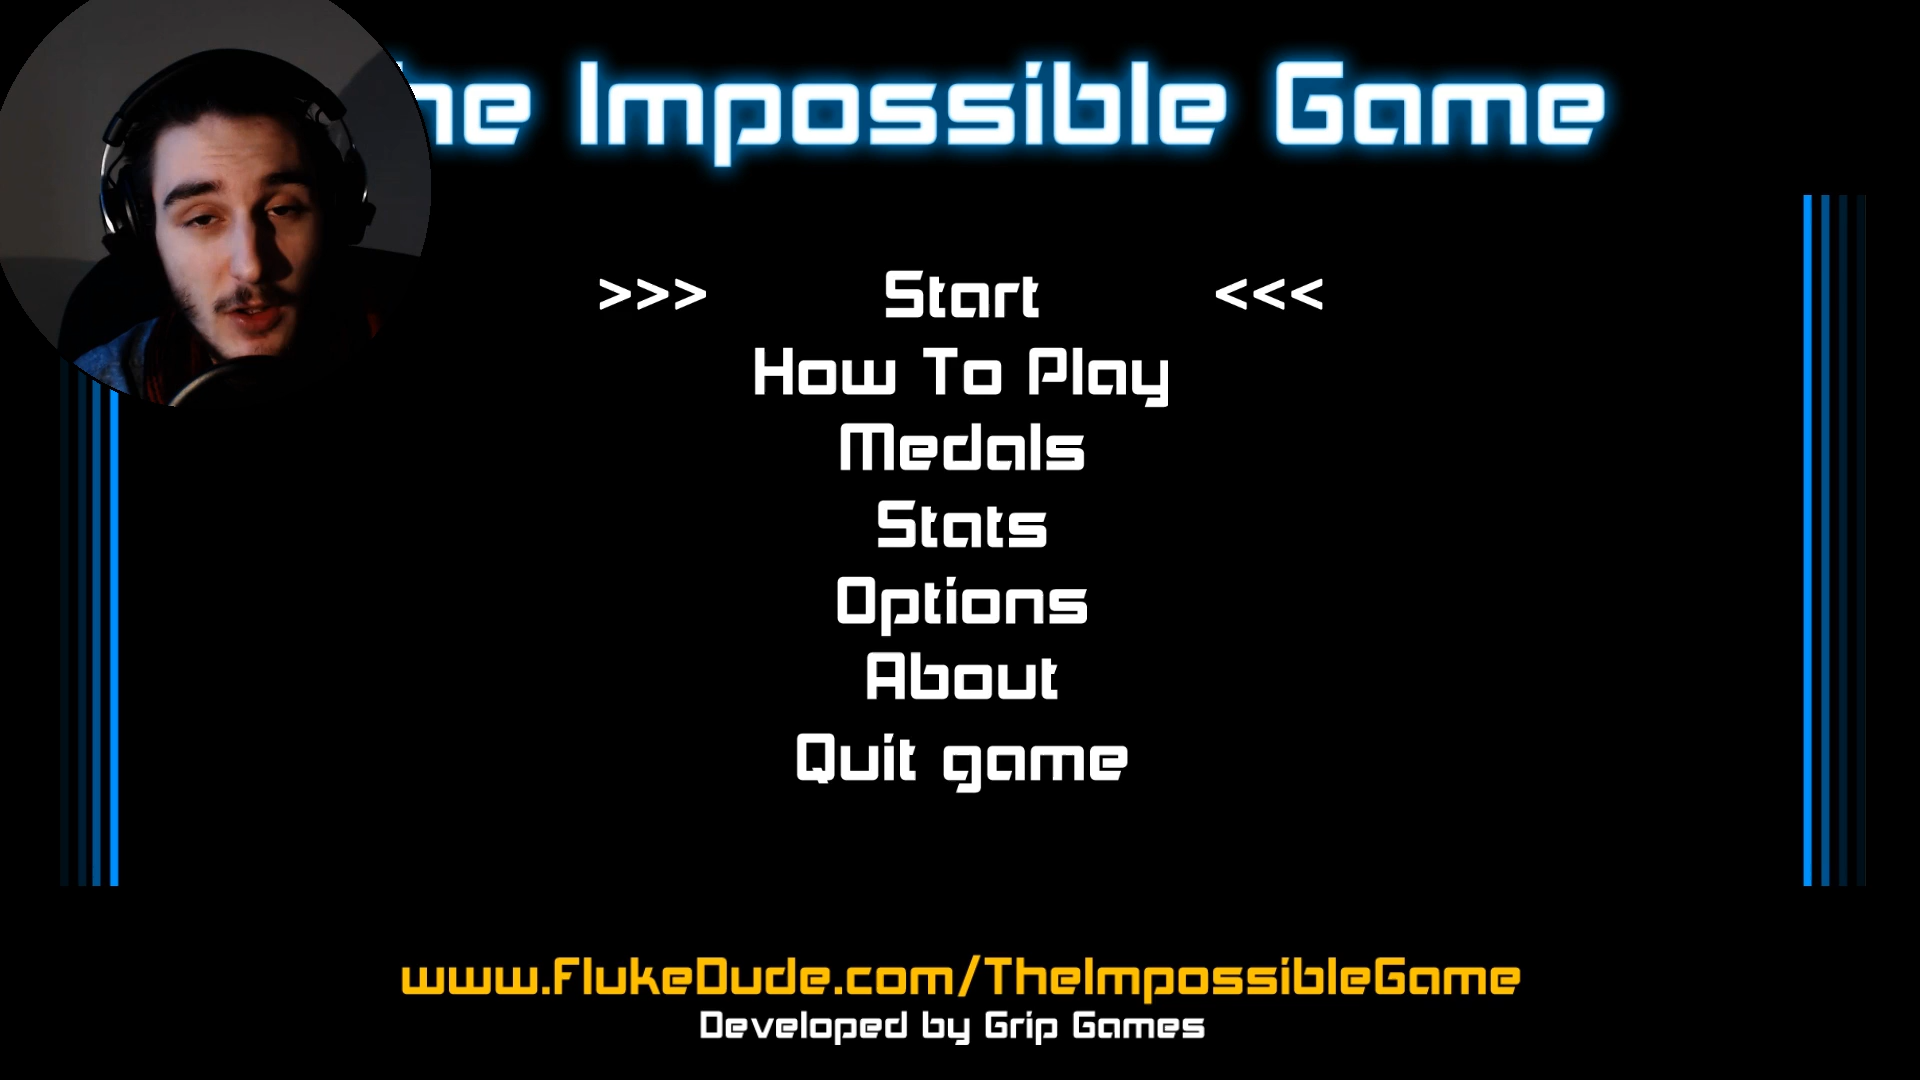 he Impossible Game
>>> Start <<<
How To Play
Medals
Stats
Options
About
Quit game
www.FlukeDude.com/TheImpossibleGame
Developed by Grip Games